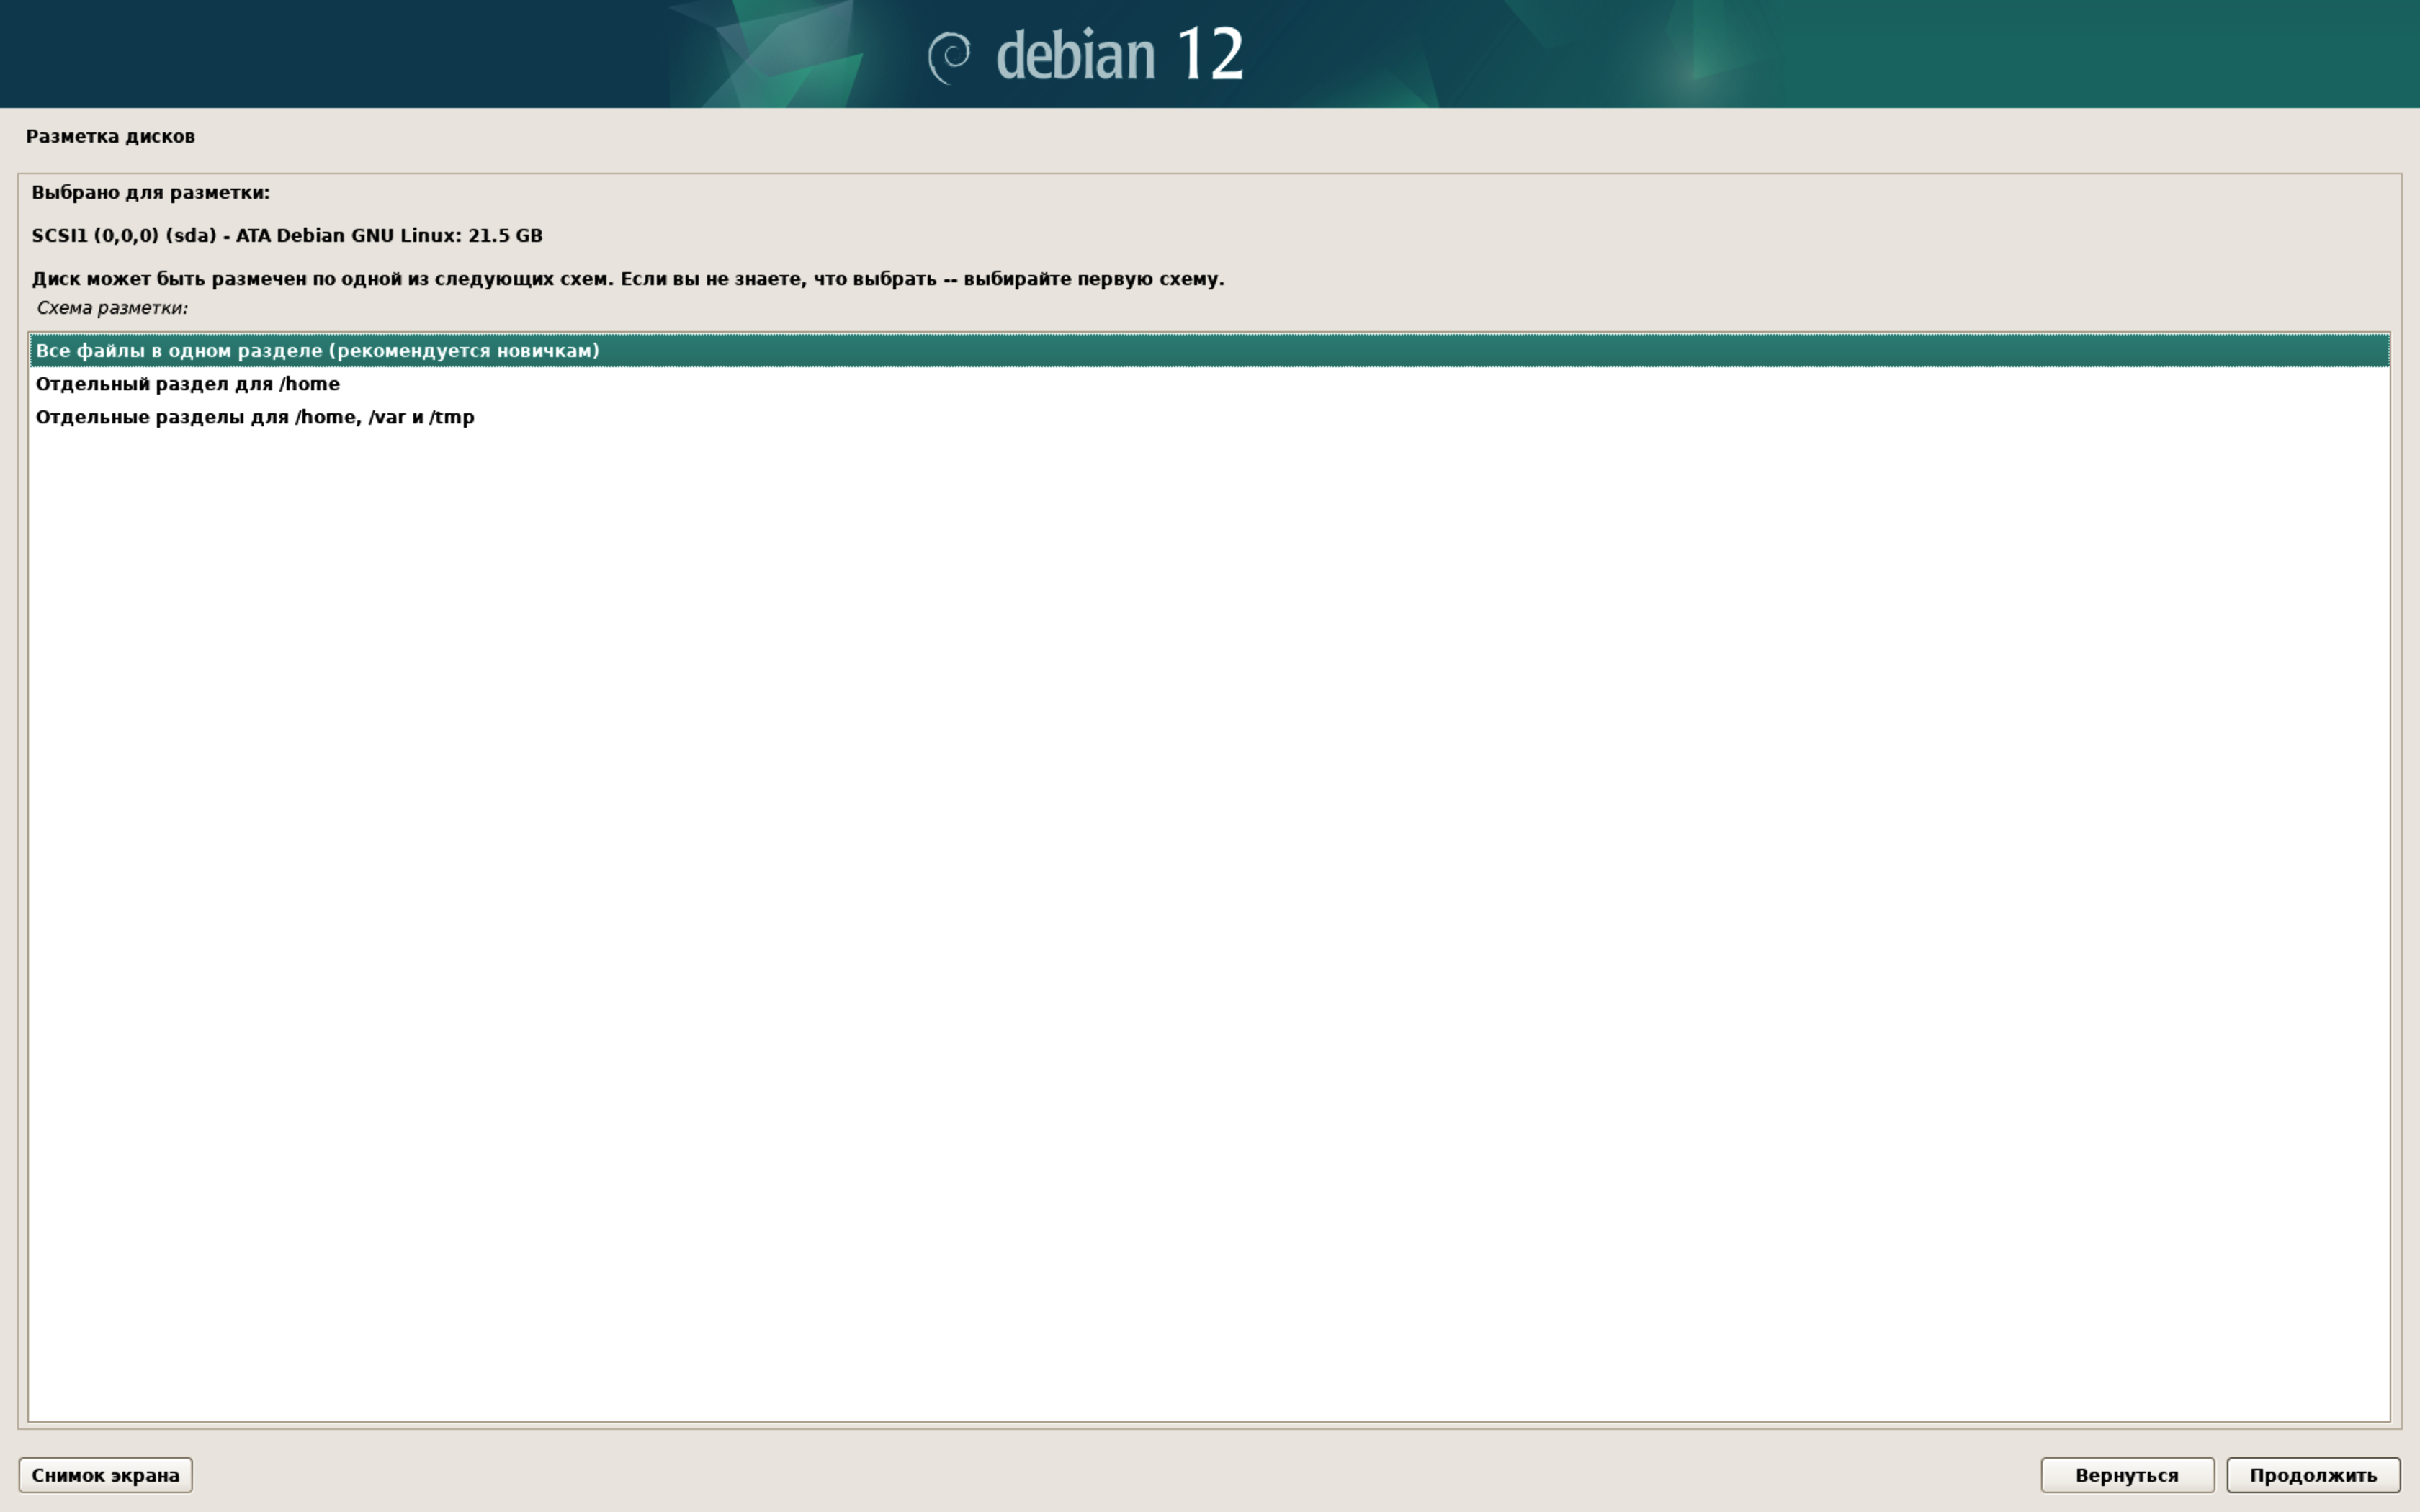 debian 12
Разметка дисков
Выбрано для разметки:
SCSI1 (0,0,0) (sda) - ATA Debian GNU Linux: 21.5 GB
Диск может быть размечен по одной из следующих схем. Если вы не знаете, что выбрать -- выбирайте первую схему.
Схема разметки:
Все файлы в одном разделе (рекомендуется новичкам)
Отдельный раздел для /home
Отдельные разделы для /home, /var и /tmp
Снимок экрана
Вернуться
Продолжить